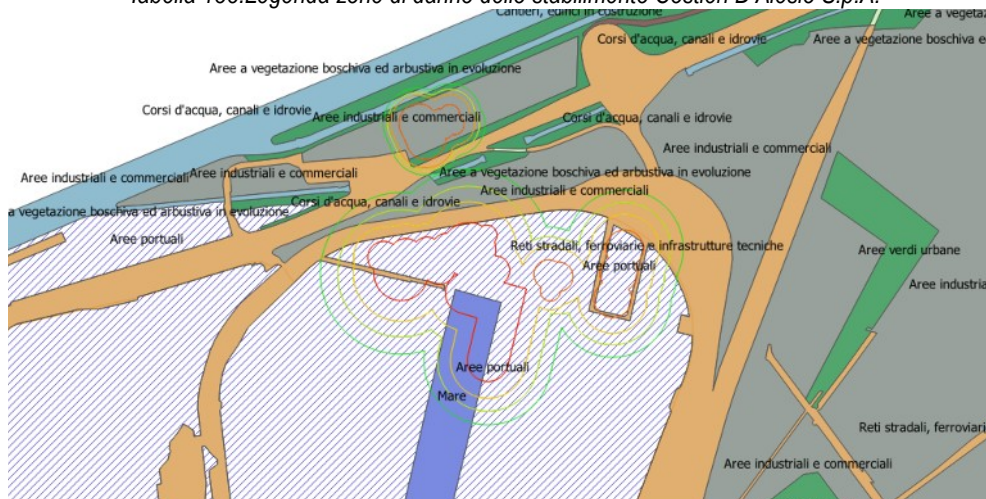 Tabella 150.Legenda zone di danno dello stabilimento Costieri D'Alesio S.p.A.
Cantieri, edifici in costruzione
Aree a vegetaz
Corsi d'acqua, canali e idrovie
Aree a vegetazione boschiva e
Aree a vegetazione boschiva ed arbustiva in evoluzione
Corsi d'acqua, canali e idrovie
Aree industriali e commerciali
Corsi d'acqua, canali e idrovie
Aree industriali e commerciali
Aree industriali e commerciali
Aree industriali e commerciali
Aree a vegetazione boschiva ed arbustiva in evoluzione
Aree industriali e commerciali
Corsi d'acqua, canali e idrovie
a vegetazione boschiva ed arbustiva in evoluzione
Aree portuali
Reti stradali, ferroviarie e infrastrutture tecniche
Aree verdi urbane
Aree portuali
Aree industria
Aree portuali
Mare
Reti stradali, ferroviari
Aree industriali e commerciali